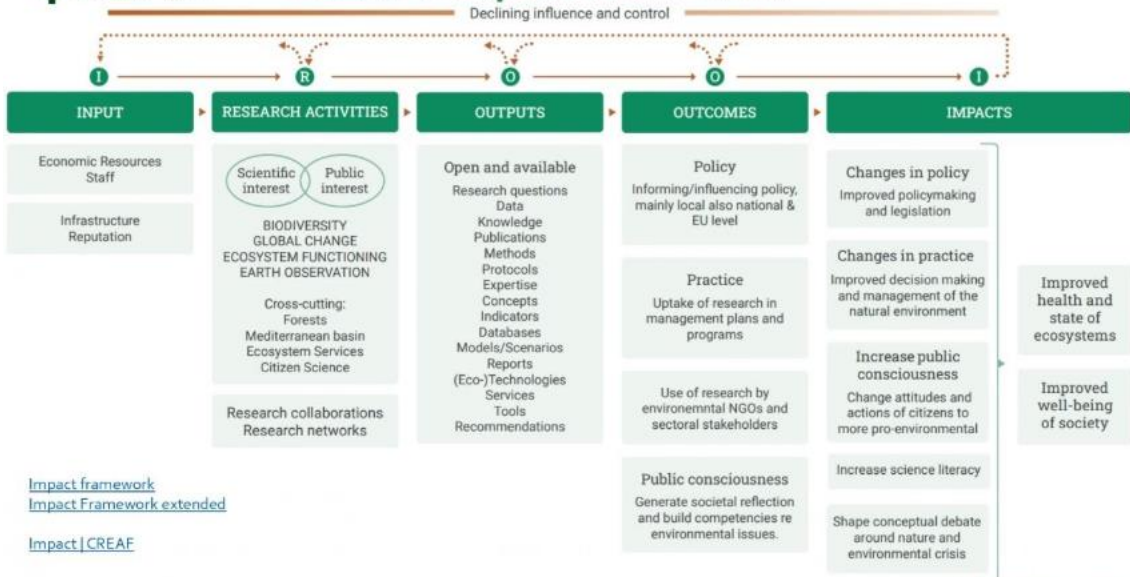 Declining influence and control
I
R
O
O
I
INPUT
RESEARCH ACTIVITIES
OUTPUTS
OUTCOMES
IMPACTS
Economic Resources
Staff
Infrastructure
Reputation
Scientific
interest
Public
interest
BIODIVERSITY
GLOBAL CHANGE
ECOSYSTEM FUNCTIONING
EARTH OBSERVATION
Cross-cutting:
Forests
Mediterranean basin
Ecosystem Services
Citizen Science
Research collaborations
Research networks
Open and available
Research questions
Data
Knowledge
Publications
Methods
Protocols
Expertise
Concepts
Indicators
Databases
Models/Scenarios
Reports
(Eco-)Technologies
Services
Tools
Recommendations
Policy
Informing/influencing policy,
mainly local also national &
EU level
Practice
Uptake of research in
management plans and
programs
Use of research by
environemntal NGOs and
sectoral stakeholders
Public consciousness
Generate societal reflection
and build competencies re
environmental issues.
Changes in policy
Improved policymaking
and legislation
Changes in practice
Improved decision making
and management of the
natural environment
Increase public
consciousness
Change attitudes and
actions of citizens to
more pro-environmental
Increase science literacy
Shape conceptual debate
around nature and
environmental crisis
Improved
health and
state of
ecosystems
Improved
well-being
of society
Impact framework
Impact Framework extended
Impact | CREAF